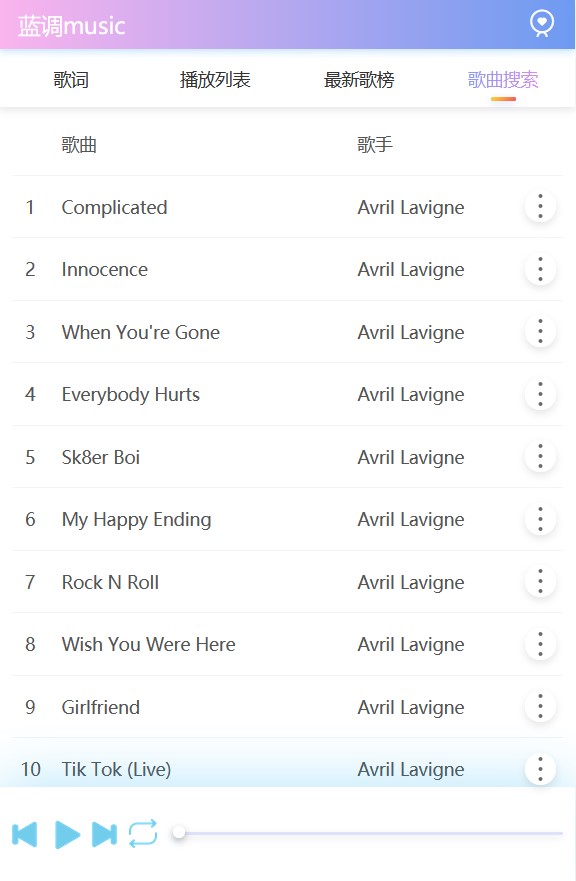 蓝调music
歌词 播放列表 最新歌榜 歌曲搜索
歌曲 歌手
1 Complicated Avril Lavigne
2 Innocence Avril Lavigne
3 When You're Gone Avril Lavigne
4 Everybody Hurts Avril Lavigne
5 Sk8er Boi Avril Lavigne
6 My Happy Ending Avril Lavigne
7 Rock N Roll Avril Lavigne
8 Wish You Were Here Avril Lavigne
9 Girlfriend Avril Lavigne
10 Tik Tok (Live) Avril Lavigne